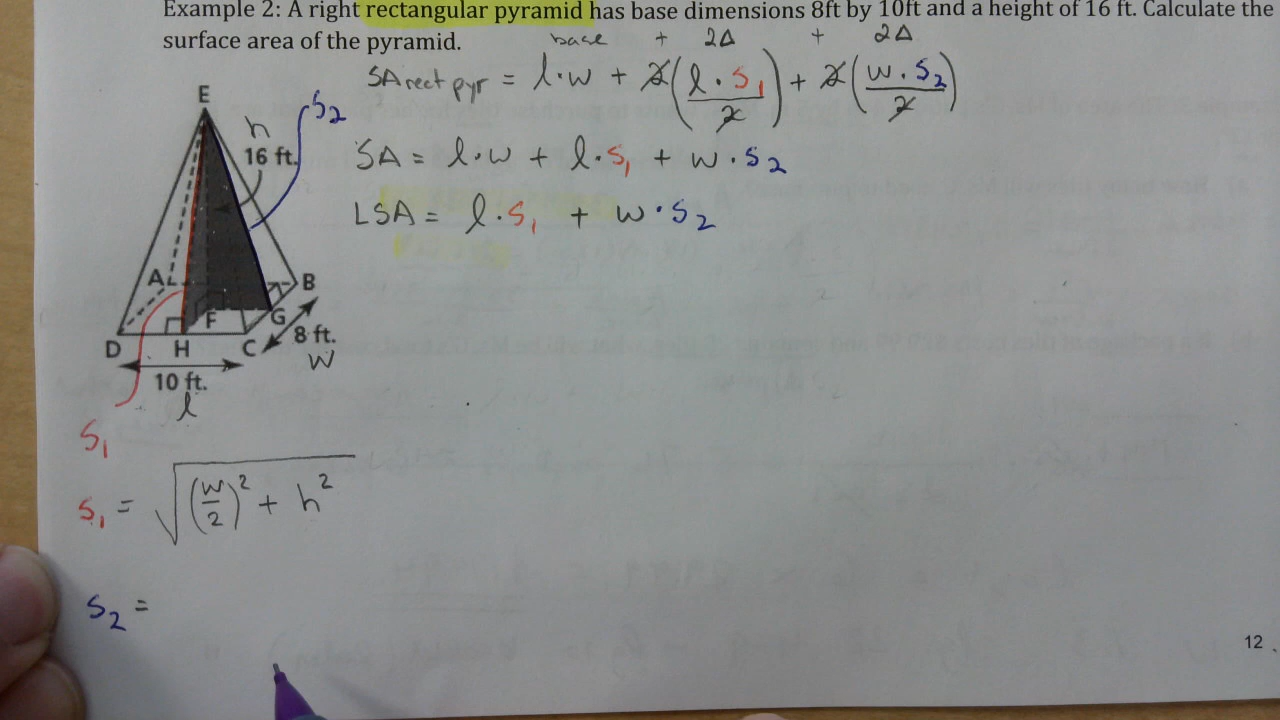 Example 2: A right rectangular pyramid has base dimensions 8ft by 10ft and a height of 16 ft. Calculate the
surface area of the pyramid.
base + 2Δ + 2Δ
SA rect pyr = l·w + 2(l·s₁/2) + 2(w·s₂/2)
SA = l·w + l·s₁ + w·s₂
LSA = l·s₁ + w·s₂
E
s₂
h
16 ft.
A
B
F
G
D
H
C
8 ft.
w
10 ft.
l
s₁
s₁ = √((w/2)² + h²)
s₂ =
12